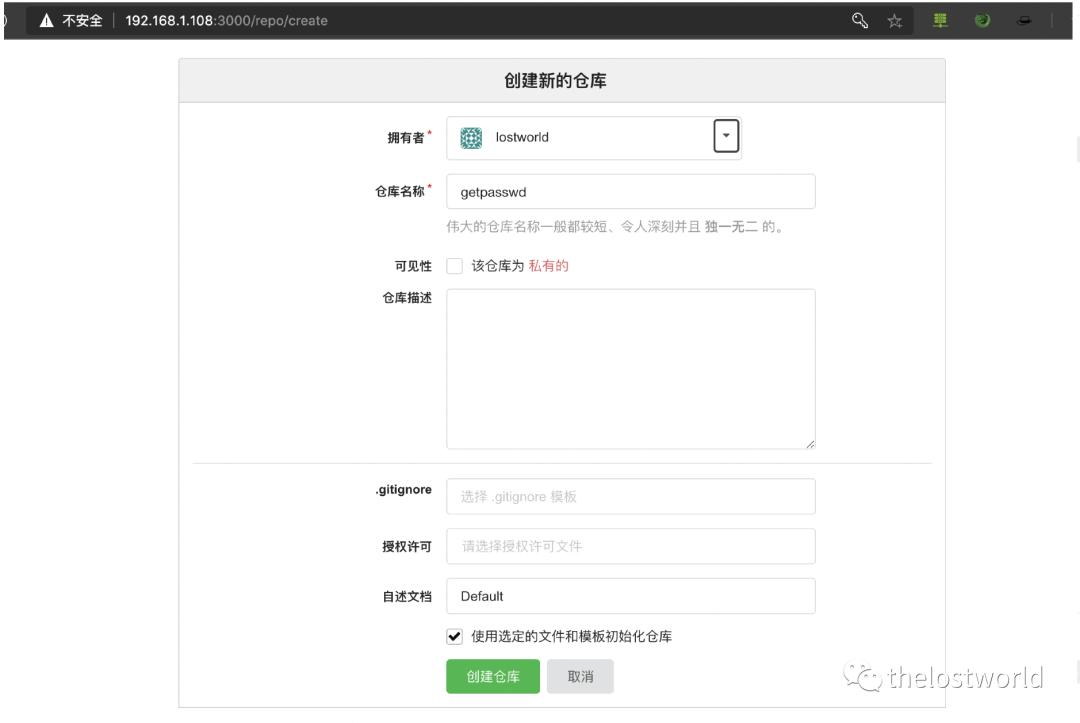 不安全 192.168.1.108:3000/repo/create
创建新的仓库
拥有者* lostworld
仓库名称* getpasswd
伟大的仓库名称一般都较短、令人深刻并且 独一无二 的。
可见性 该仓库为 私有的
仓库描述
.gitignore 选择 .gitignore 模板
授权许可 请选择授权许可文件
自述文档 Default
使用选定的文件和模板初始化仓库
创建仓库 取消
thelostworld